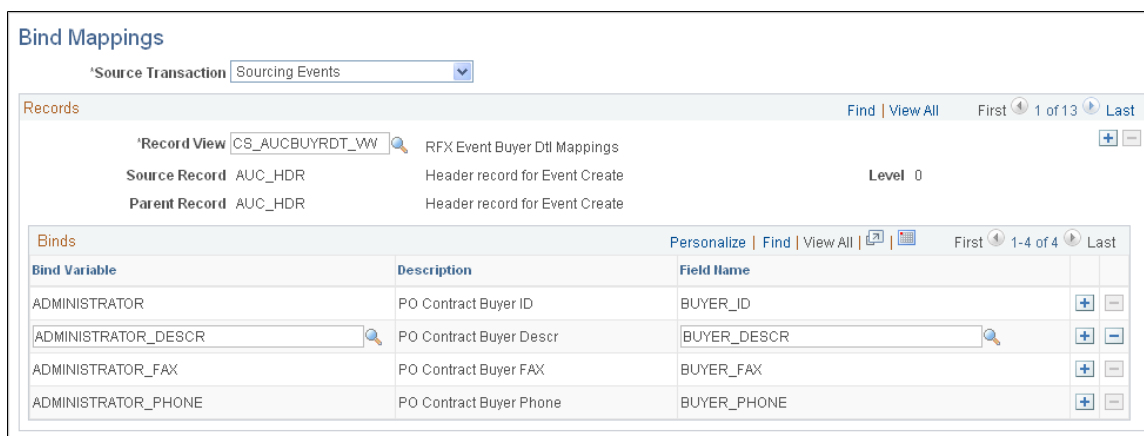 Bind Mappings
*Source Transaction Sourcing Events
Records Find | View All First 1 of 13 Last
*Record View CS_AUCBUYRDT_VW RFX Event Buyer Dtl Mappings
Source Record AUC_HDR Header record for Event Create Level 0
Parent Record AUC_HDR Header record for Event Create
Binds Personalize | Find | View All | | First 1-4 of 4 Last
Bind Variable Description Field Name
ADMINISTRATOR PO Contract Buyer ID BUYER_ID
ADMINISTRATOR_DESCR PO Contract Buyer Descr BUYER_DESCR
ADMINISTRATOR_FAX PO Contract Buyer FAX BUYER_FAX
ADMINISTRATOR_PHONE PO Contract Buyer Phone BUYER_PHONE